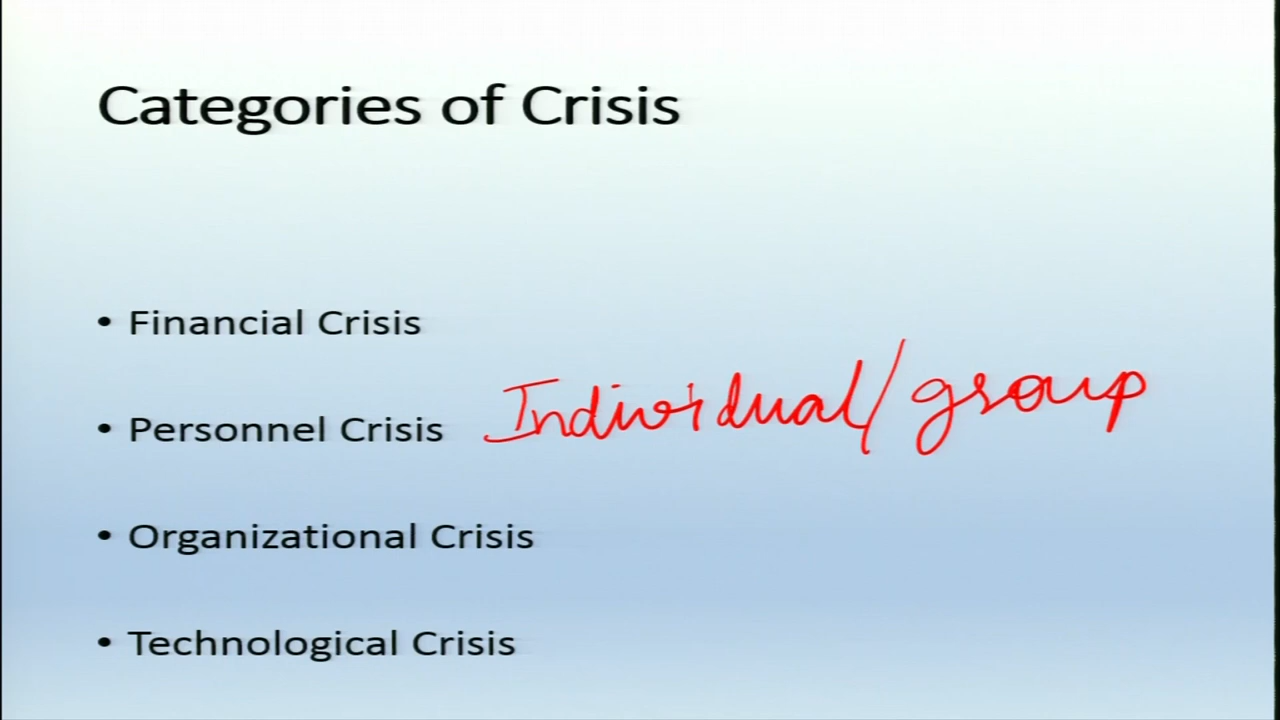 Categories of Crisis
• Financial Crisis
• Personnel Crisis Individual/group
• Organizational Crisis
• Technological Crisis